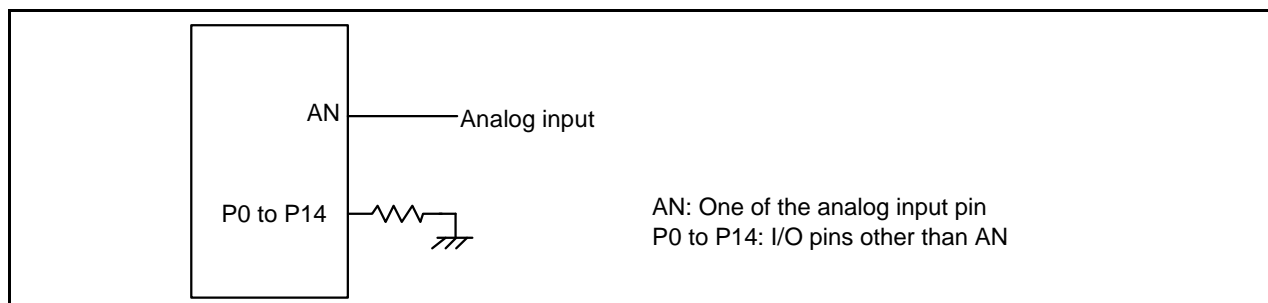 AN
Analog input
P0 to P14
AN: One of the analog input pin
P0 to P14: I/O pins other than AN